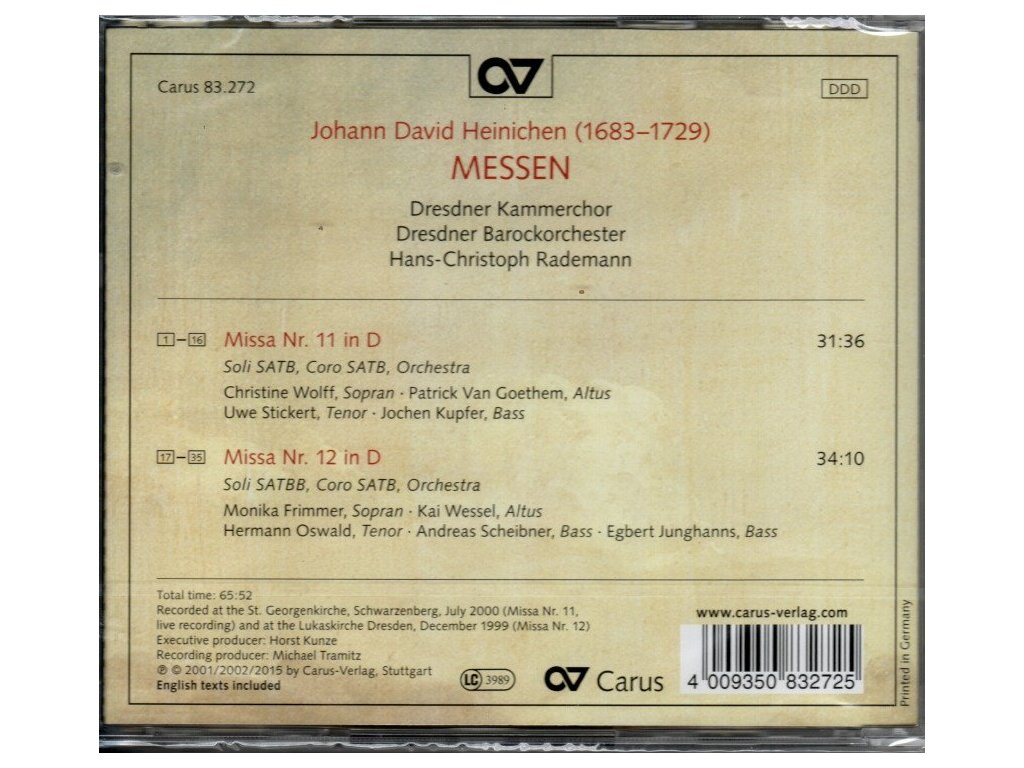 Carus 83.272
DDD
Johann David Heinichen (1683–1729)
MESSEN
Dresdner Kammerchor
Dresdner Barockorchester
Hans-Christoph Rademann
1–16 Missa Nr. 11 in D 31:36
Soli SATB, Coro SATB, Orchestra
Christine Wolff, Sopran · Patrick Van Goethem, Altus
Uwe Stickert, Tenor · Jochen Kupfer, Bass
17–35 Missa Nr. 12 in D 34:10
Soli SATBB, Coro SATB, Orchestra
Monika Frimmer, Sopran · Kai Wessel, Altus
Hermann Oswald, Tenor · Andreas Scheibner, Bass · Egbert Junghanns, Bass
Total time: 65:52
Recorded at the St. Georgenkirche, Schwarzenberg, July 2000 (Missa Nr. 11,
live recording) and at the Lukaskirche Dresden, December 1999 (Missa Nr. 12)
Executive producer: Horst Kunze
Recording producer: Michael Tramitz
℗ © 2001/2002/2015 by Carus-Verlag, Stuttgart
English texts included
LC 3989
Carus
www.carus-verlag.com
4 009350 832725
Printed in Germany